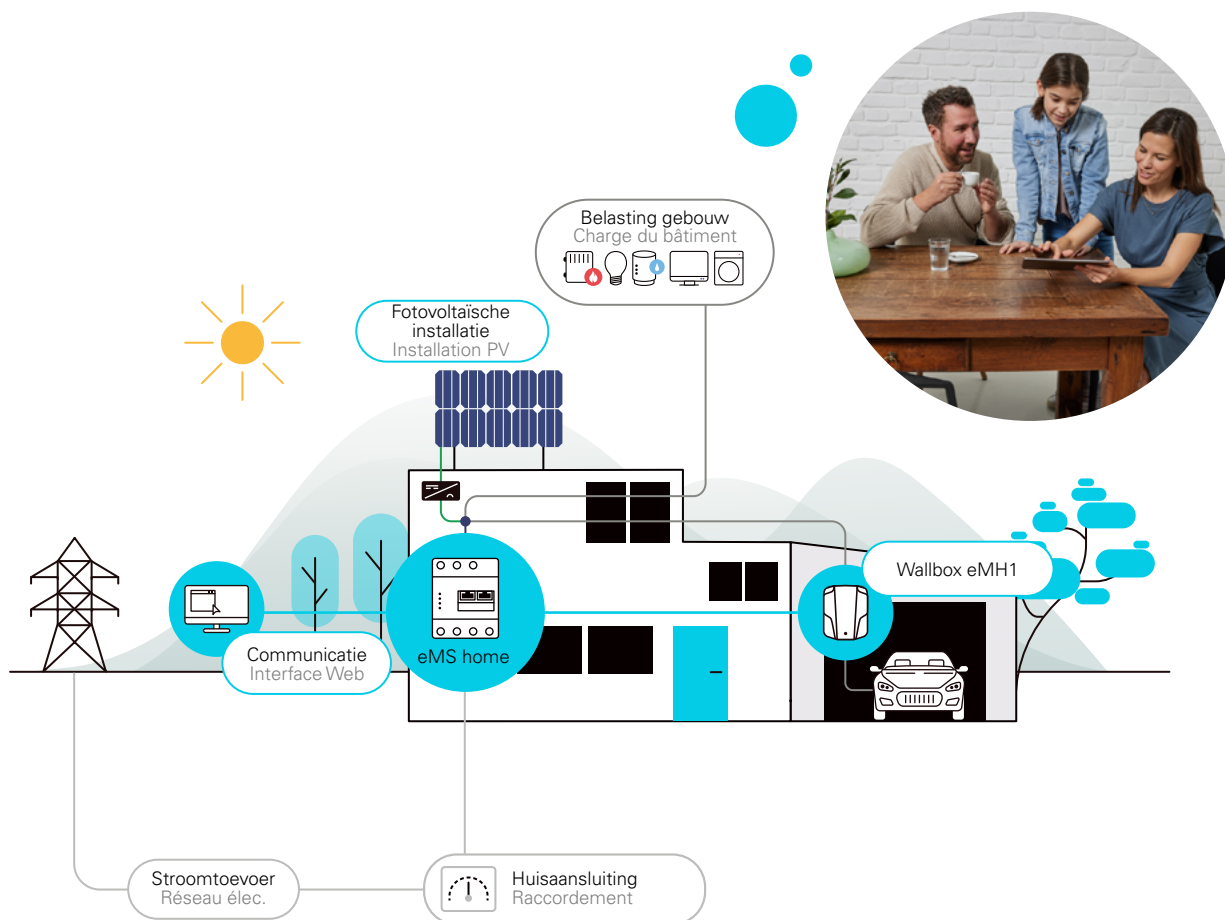 Belasting gebouw
Charge du bâtiment
Fotovoltaïsche
installatie
Installation PV
Wallbox eMH1
eMS home
Communicatie
Interface Web
Stroomtoevoer
Réseau élec.
Huisaansluiting
Raccordement